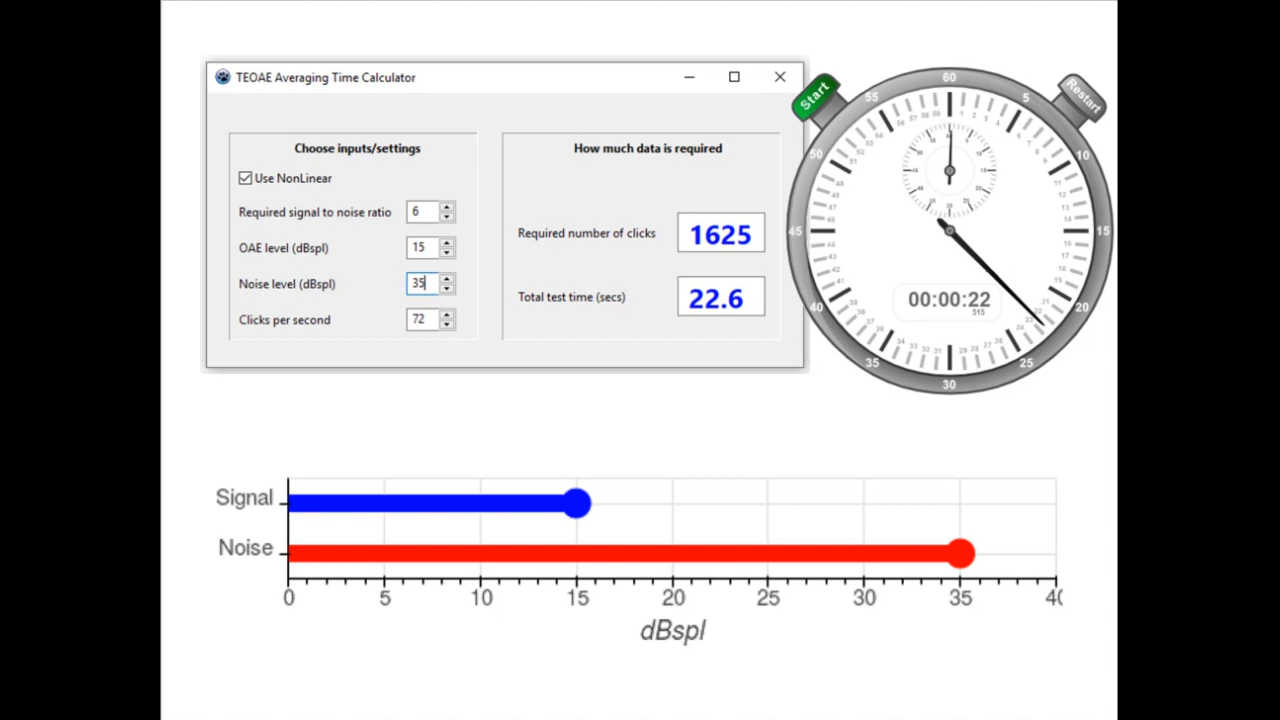 TEOAE Averaging Time Calculator
Choose inputs/settings
Use NonLinear
Required signal to noise ratio 6
OAE level (dBspl) 15
Noise level (dBspl) 35
Clicks per second 72
How much data is required
Required number of clicks 1625
Total test time (secs) 22.6
Start
Restart
60
5
10
15
20
25
30
35
40
45
50
55
00:00:22
515
Signal
Noise
0 5 10 15 20 25 30 35 40
dBspl